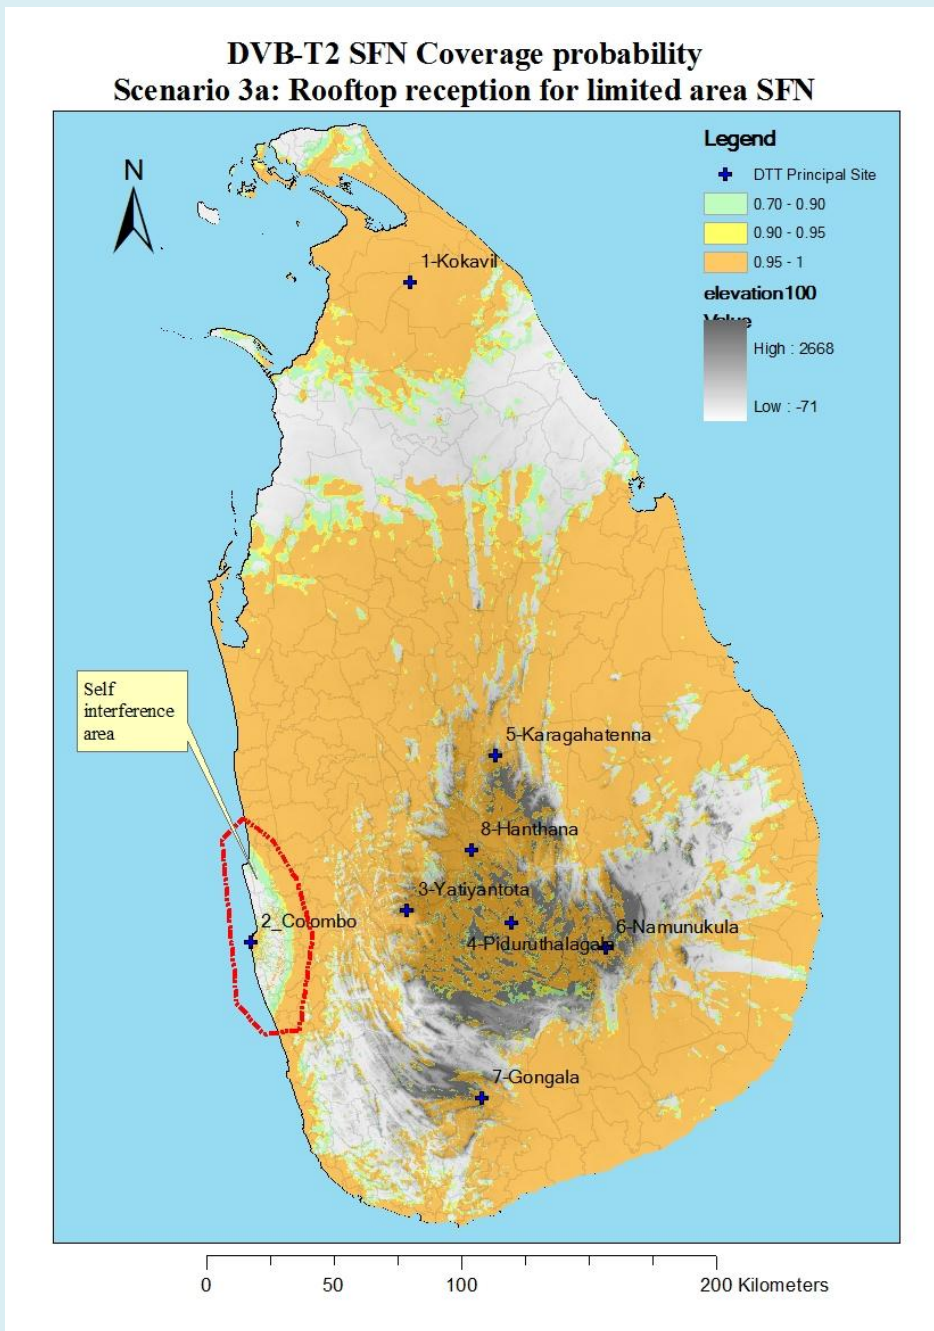 DVB-T2 SFN Coverage probability
Scenario 3a: Rooftop reception for limited area SFN
N
Legend
DTT Principal Site
0.70 - 0.90
0.90 - 0.95
0.95 - 1
elevation100
Value
High : 2668
Low : -71
1-Kokavil
Self
interference
area
5-Karagahatenna
8-Hanthana
3-Yatiyantota
2_Colombo
6-Namunukula
4-Piduruthalagala
7-Gongala
0 50 100 200 Kilometers